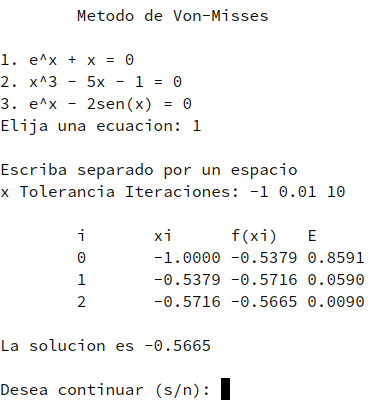 Metodo de Von-Misses
1. e^x + x = 0
2. x^3 - 5x - 1 = 0
3. e^x - 2sen(x) = 0
Elija una ecuacion: 1
Escriba separado por un espacio
x Tolerancia Iteraciones: -1 0.01 10
i xi f(xi) E
0 -1.0000 -0.5379 0.8591
1 -0.5379 -0.5716 0.0590
2 -0.5716 -0.5665 0.0090
La solucion es -0.5665
Desea continuar (s/n):